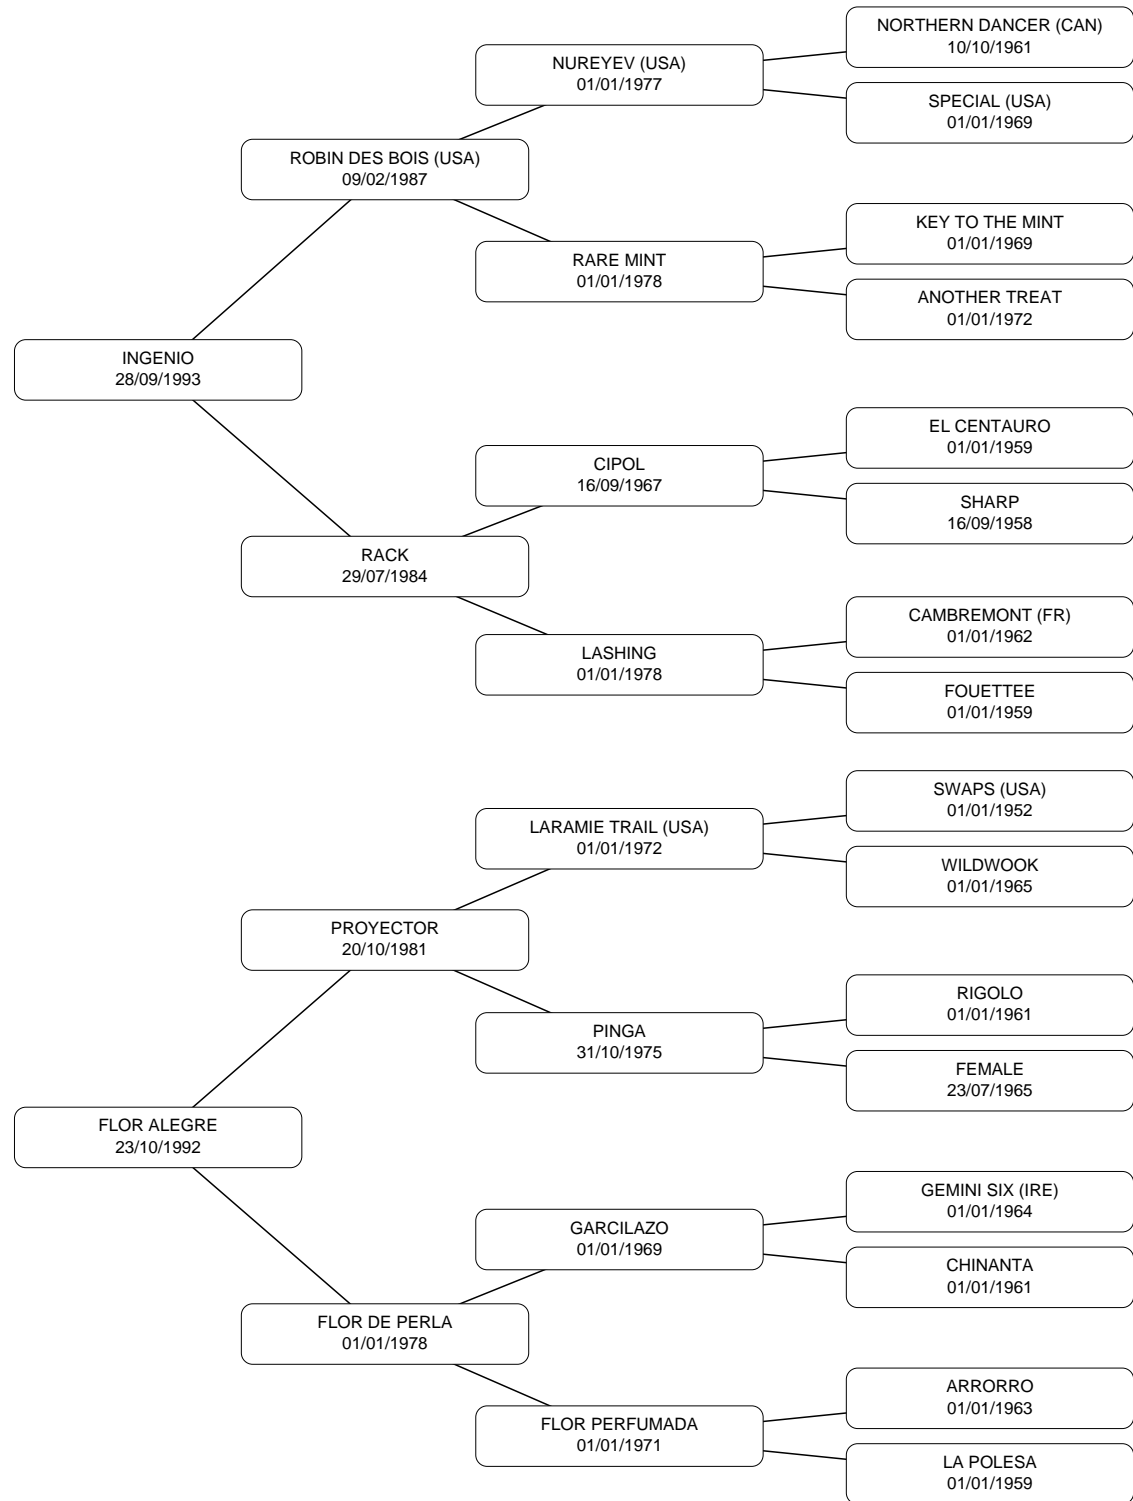 NORTHERN DANCER (CAN)
10/10/1961
NUREYEV (USA)
01/01/1977
SPECIAL (USA)
01/01/1969
ROBIN DES BOIS (USA)
09/02/1987
KEY TO THE MINT
01/01/1969
RARE MINT
01/01/1978
ANOTHER TREAT
01/01/1972
INGENIO
28/09/1993
EL CENTAURO
01/01/1959
CIPOL
16/09/1967
SHARP
16/09/1958
RACK
29/07/1984
CAMBREMONT (FR)
01/01/1962
LASHING
01/01/1978
FOUETTEE
01/01/1959
SWAPS (USA)
01/01/1952
LARAMIE TRAIL (USA)
01/01/1972
WILDWOOK
01/01/1965
PROYECTOR
20/10/1981
RIGOLO
01/01/1961
PINGA
31/10/1975
FEMALE
23/07/1965
FLOR ALEGRE
23/10/1992
GEMINI SIX (IRE)
01/01/1964
GARCILAZO
01/01/1969
CHINANTA
01/01/1961
FLOR DE PERLA
01/01/1978
ARRORRO
01/01/1963
FLOR PERFUMADA
01/01/1971
LA POLESA
01/01/1959